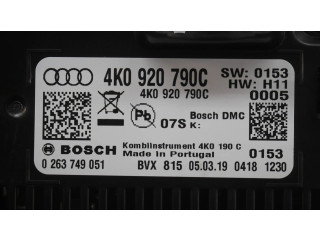 4K0 920 790C SW: 0153
4K0 920 790C HW: H11
0005
Pb 07S Bosch DMC
K:
BOSCH Kombiinstrument 4K0 190 C
Made in Portugal 0153
0 263 749 051 BVX 815 05.03.19 0418 1230